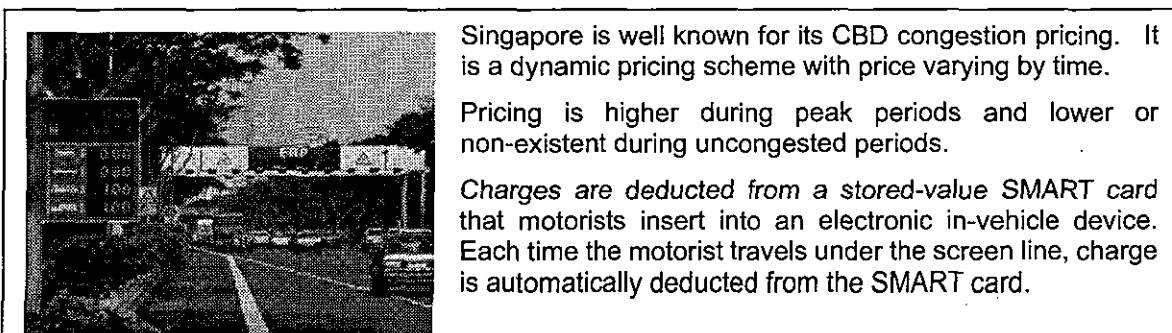 Singapore is well known for its CBD congestion pricing. It
is a dynamic pricing scheme with price varying by time.
Pricing is higher during peak periods and lower or
non-existent during uncongested periods.
Charges are deducted from a stored-value SMART card
that motorists insert into an electronic in-vehicle device.
Each time the motorist travels under the screen line, charge
is automatically deducted from the SMART card.
ERP